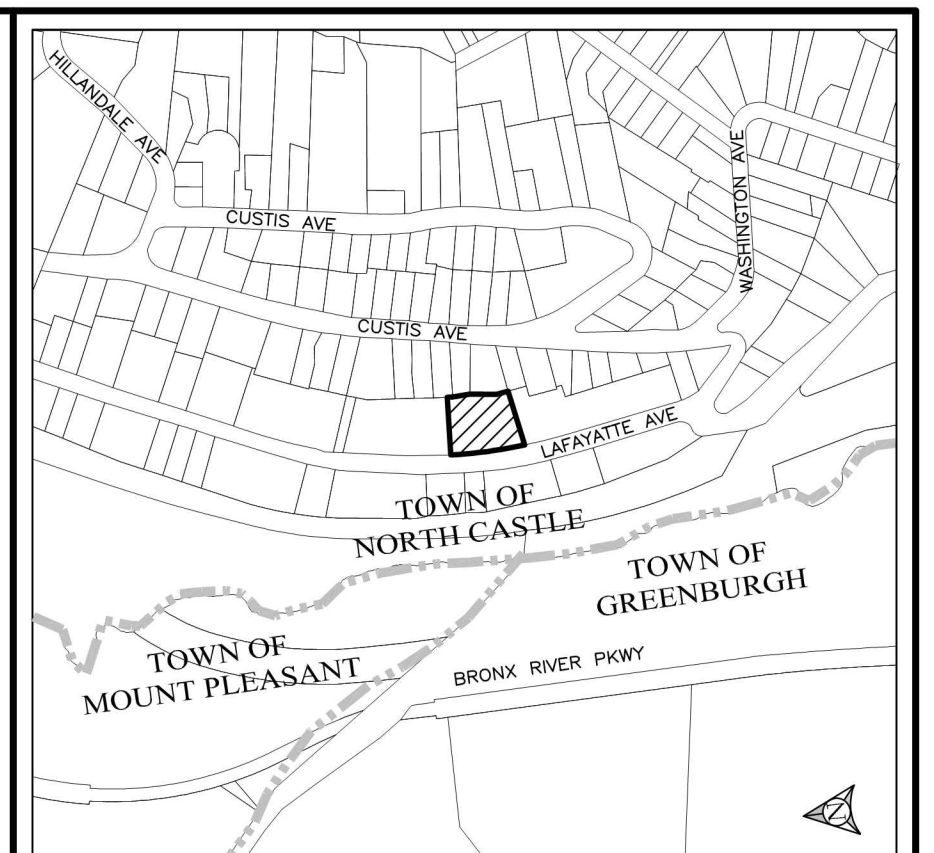 HILLANDALE AVE
CUSTIS AVE
WASHINGTON AVE
CUSTIS AVE
LAFAYATTE AVE
TOWN OF
NORTH CASTLE
TOWN OF
GREENBURGH
TOWN OF
MOUNT PLEASANT
BRONX RIVER PKWY
N